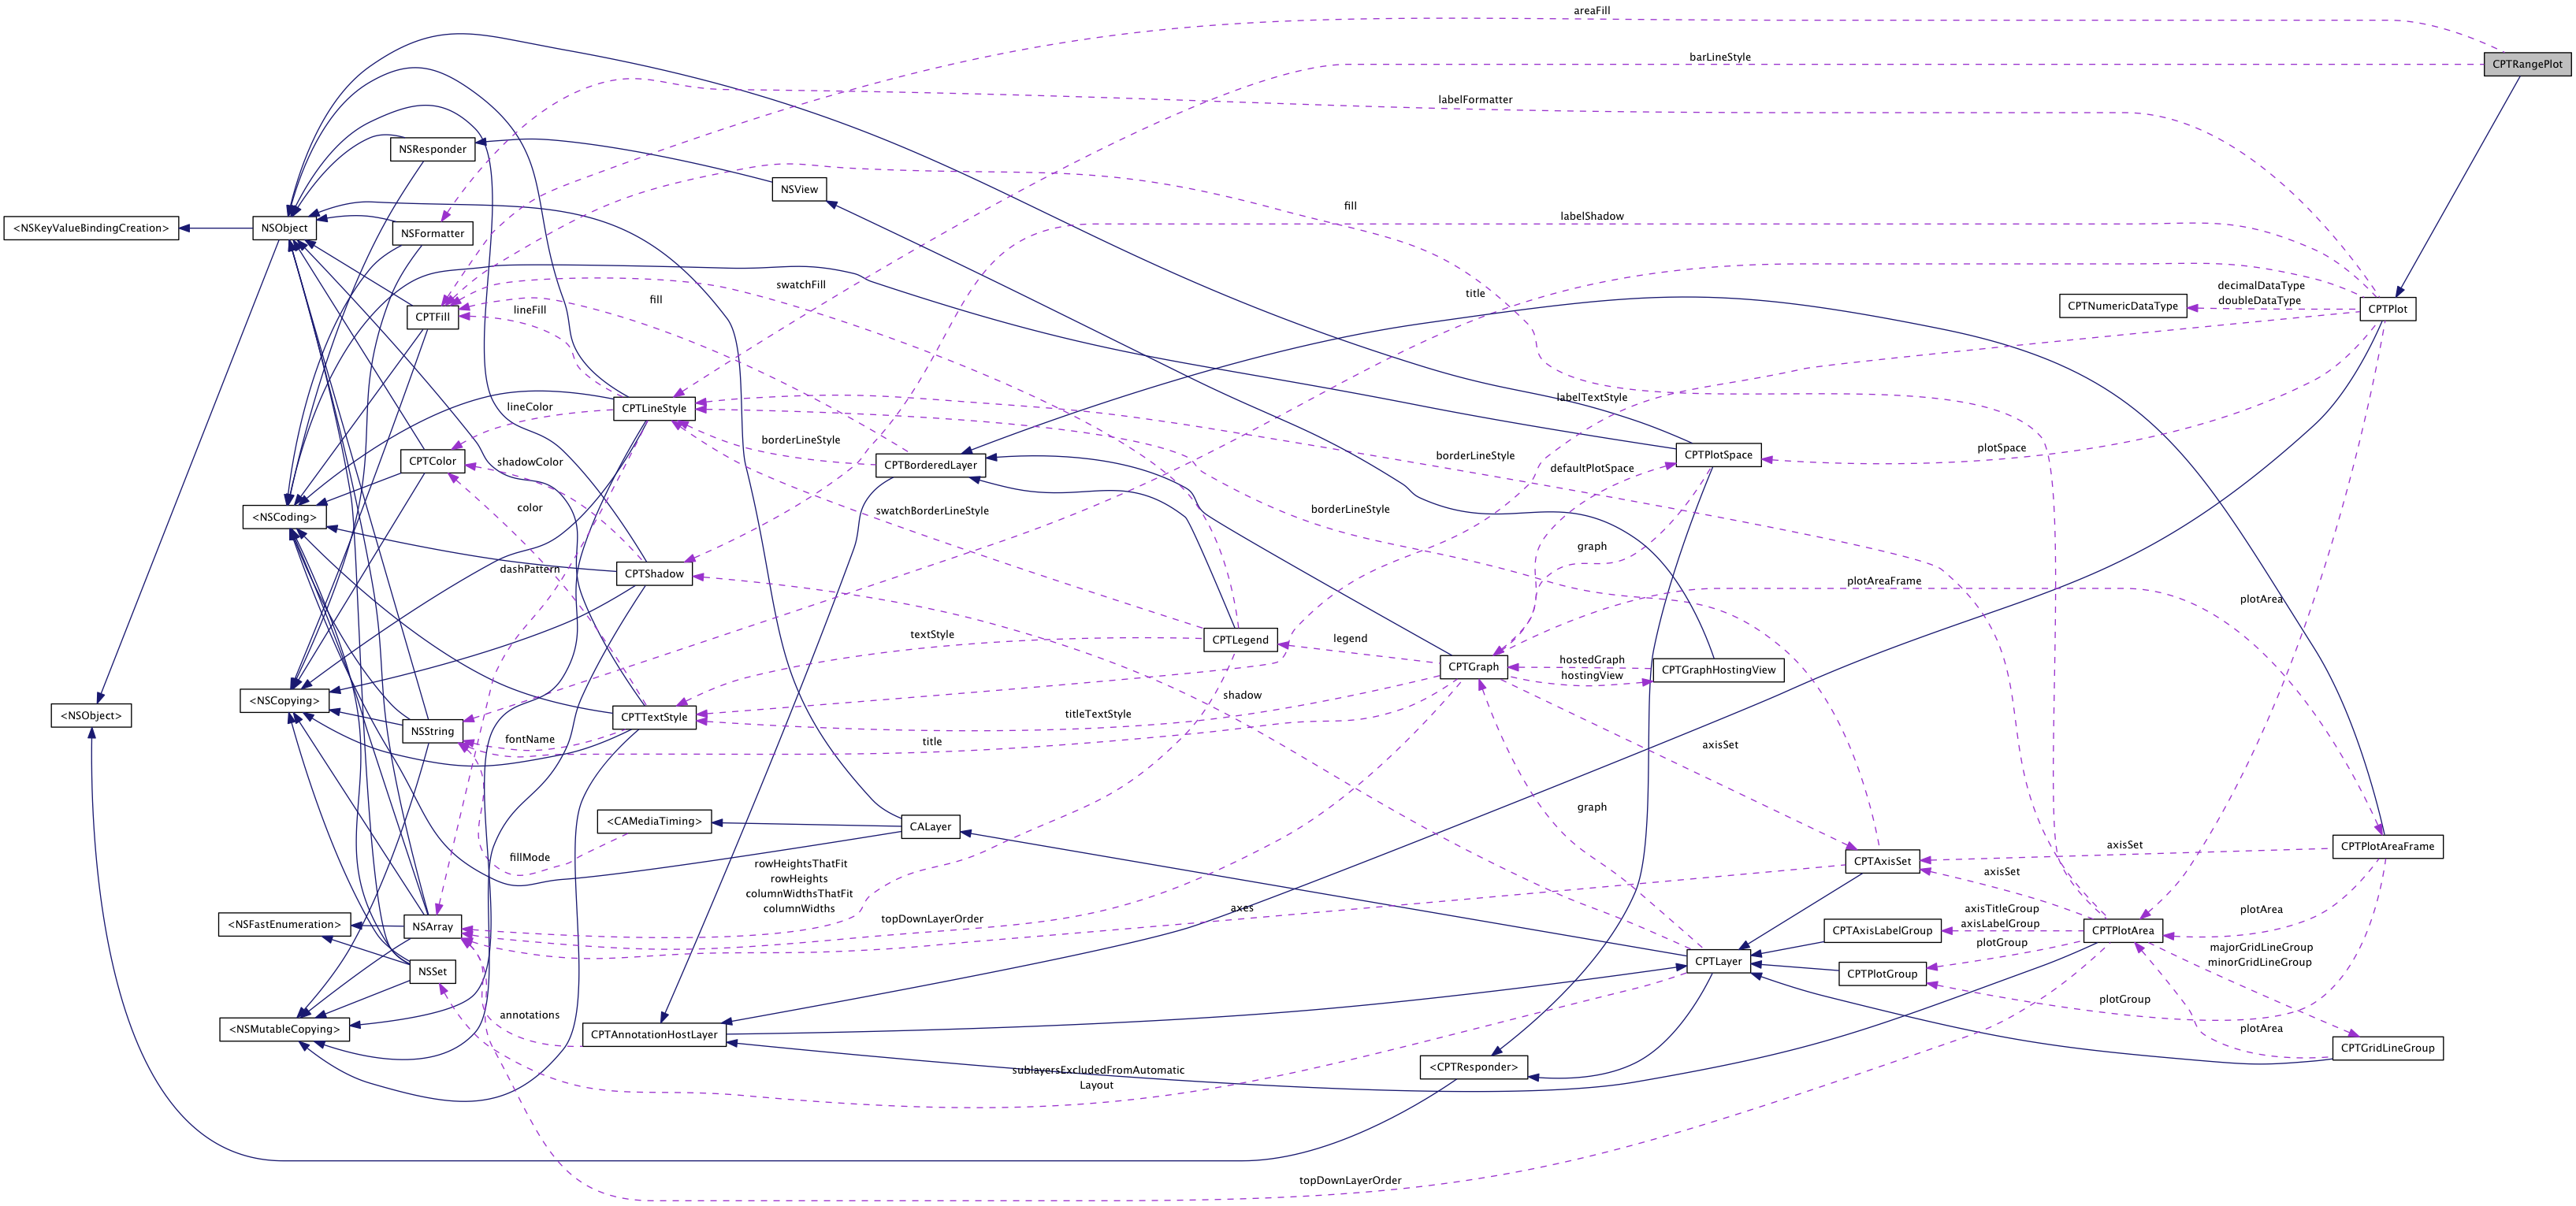 areaFill
barLineStyle
CPTRangePlot
labelFormatter
NSResponder
NSView
fill
labelShadow
<NSKeyValueBindingCreation>
NSObject
NSFormatter
swatchFill
fill
title
decimalDataType
doubleDataType
CPTNumericDataType
CPTPlot
CPTFill
lineFill
labelTextStyle
lineColor
CPTLineStyle
borderLineStyle
plotSpace
CPTPlotSpace
borderLineStyle
defaultPlotSpace
CPTColor
shadowColor
CPTBorderedLayer
color
swatchBorderLineStyle
borderLineStyle
<NSCoding>
graph
dashPattern
CPTShadow
plotAreaFrame
plotArea
textStyle
CPTLegend
legend
CPTGraph
hostedGraph
hostingView
CPTGraphHostingView
<NSCopying>
shadow
<NSObject>
CPTTextStyle
titleTextStyle
NSString
fontName
title
axisSet
<CAMediaTiming>
CALayer
graph
fillMode
rowHeightsThatFit
rowHeights
columnWidthsThatFit
columnWidths
CPTAxisSet
axisSet
CPTPlotAreaFrame
axisSet
axes
topDownLayerOrder
<NSFastEnumeration>
NSArray
axisTitleGroup
axisLabelGroup
CPTAxisLabelGroup
CPTPlotArea
plotArea
plotGroup
majorGridLineGroup
minorGridLineGroup
NSSet
CPTLayer
CPTPlotGroup
plotGroup
annotations
<NSMutableCopying>
CPTAnnotationHostLayer
plotArea
CPTGridLineGroup
<CPTResponder>
sublayersExcludedFromAutomatic
Layout
topDownLayerOrder